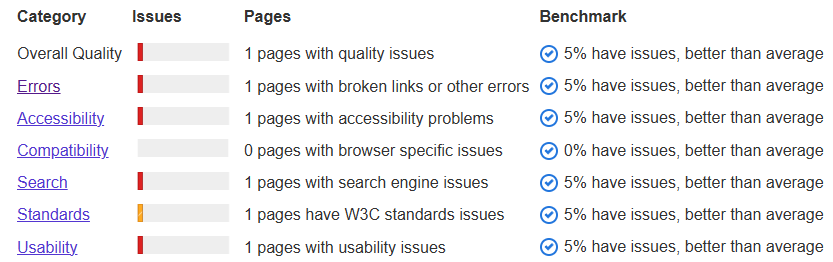 Category Issues Pages Benchmark
Overall Quality 1 pages with quality issues 5% have issues, better than average
Errors 1 pages with broken links or other errors 5% have issues, better than average
Accessibility 1 pages with accessibility problems 5% have issues, better than average
Compatibility 0 pages with browser specific issues 0% have issues, better than average
Search 1 pages with search engine issues 5% have issues, better than average
Standards 1 pages have W3C standards issues 5% have issues, better than average
Usability 1 pages with usability issues 5% have issues, better than average